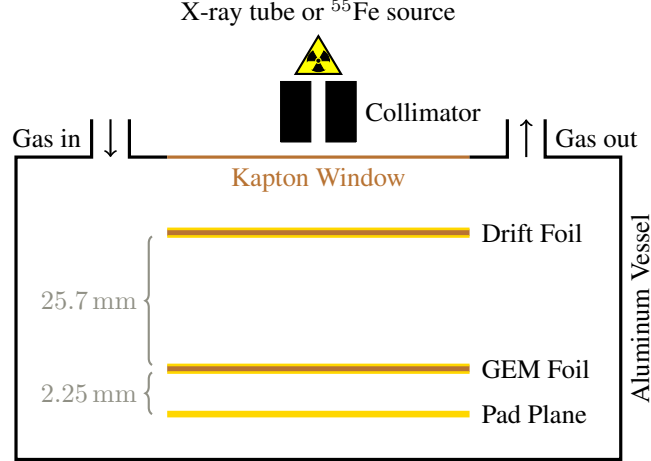 X-ray tube or ⁵⁵Fe source
Collimator
Gas in
Gas out
Kapton Window
Drift Foil
25.7 mm
Aluminum Vessel
GEM Foil
2.25 mm
Pad Plane